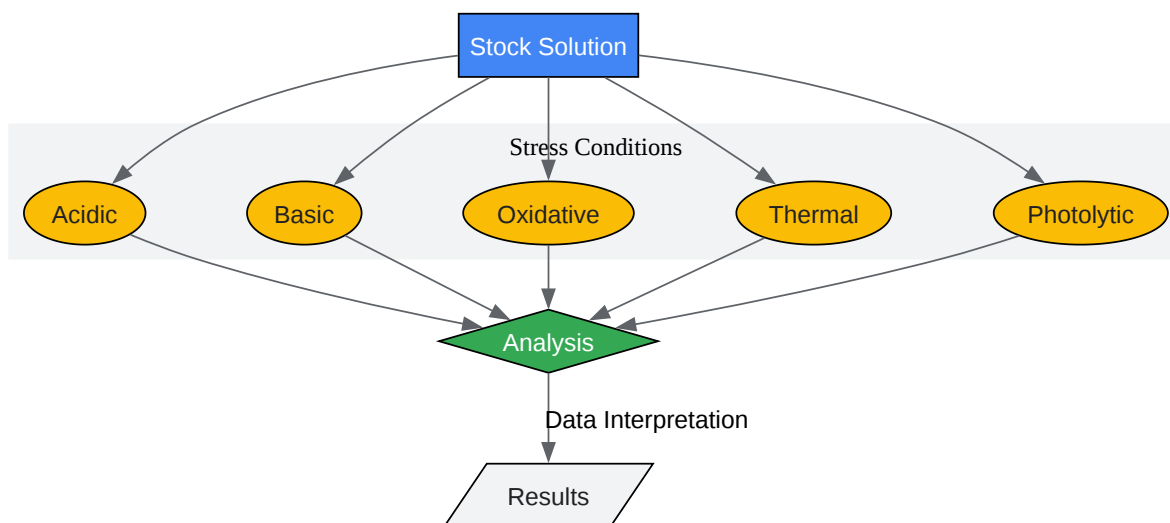 Stock Solution
Stress Conditions
Acidic
Basic
Oxidative
Thermal
Photolytic
Analysis
Data Interpretation
Results